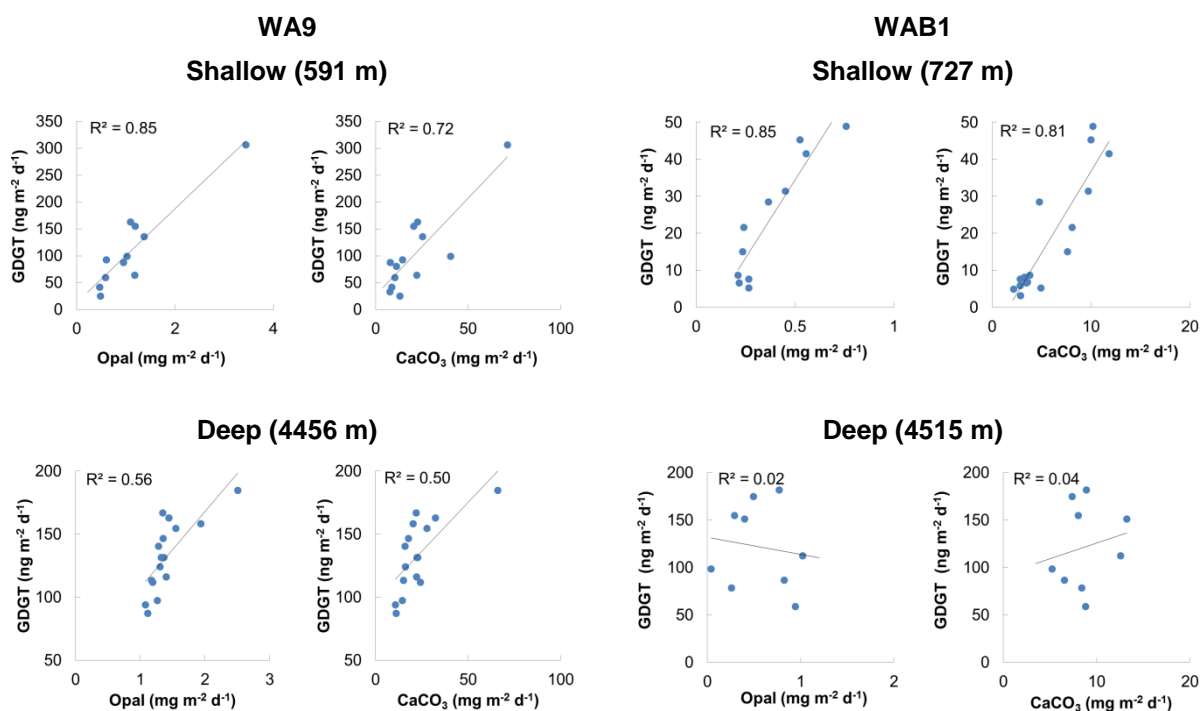 WA9
Shallow (591 m)
GDGT (ng m-2 d-1)
350
300
250
200
150
100
50
0
R² = 0.85
0 2 4
Opal (mg m-2 d-1)
GDGT (ng m-2 d-1)
350
300
250
200
150
100
50
0
R² = 0.72
0 50 100
CaCO3 (mg m-2 d-1)
WAB1
Shallow (727 m)
GDGT (ng m-2 d-1)
50
40
30
20
10
0
R² = 0.85
0 0.5 1
Opal (mg m-2 d-1)
GDGT (ng m-2 d-1)
50
40
30
20
10
0
R² = 0.81
0 10 20
CaCO3 (mg m-2 d-1)
Deep (4456 m)
GDGT (ng m-2 d-1)
200
150
100
50
R² = 0.56
0 1 2 3
Opal (mg m-2 d-1)
GDGT (ng m-2 d-1)
200
150
100
50
R² = 0.50
0 50 100
CaCO3 (mg m-2 d-1)
Deep (4515 m)
GDGT (ng m-2 d-1)
200
150
100
50
0
R² = 0.02
0 1 2
Opal (mg m-2 d-1)
GDGT (ng m-2 d-1)
200
150
100
50
0
R² = 0.04
0 10 20
CaCO3 (mg m-2 d-1)